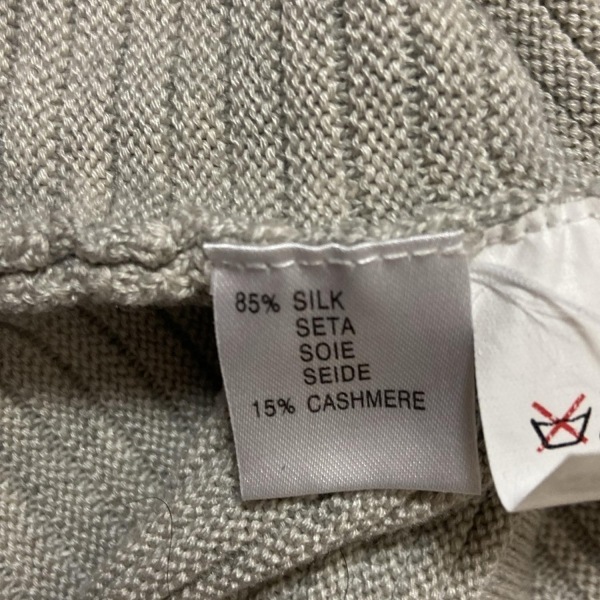 85% SILK
SETA
SOIE
SEIDE
15% CASHMERE